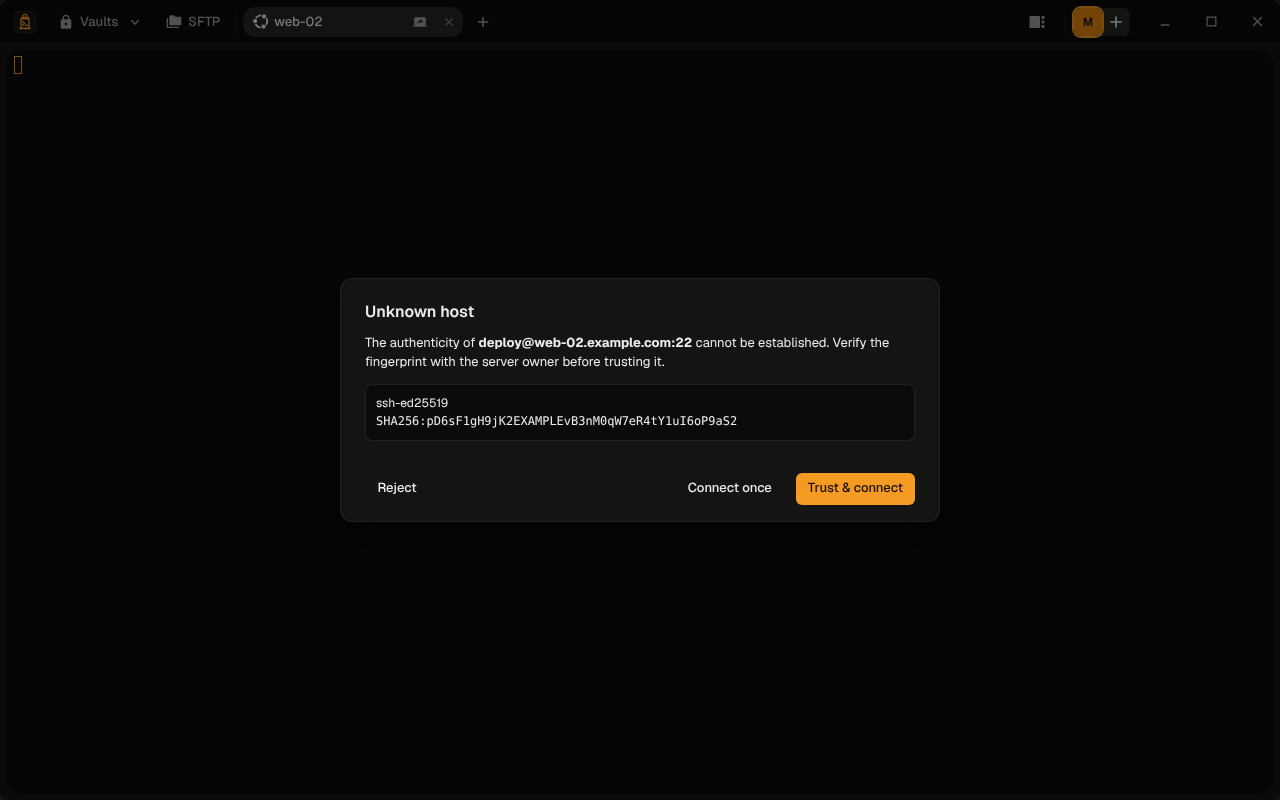 Vaults
SFTP
web-02
M
Unknown host
The authenticity of deploy@web-02.example.com:22 cannot be established. Verify the
fingerprint with the server owner before trusting it.
ssh-ed25519
SHA256:pD6sF1gH9jK2EXAMPLEvB3nM0qW7eR4tY1uI6oP9aS2
Reject
Connect once
Trust & connect